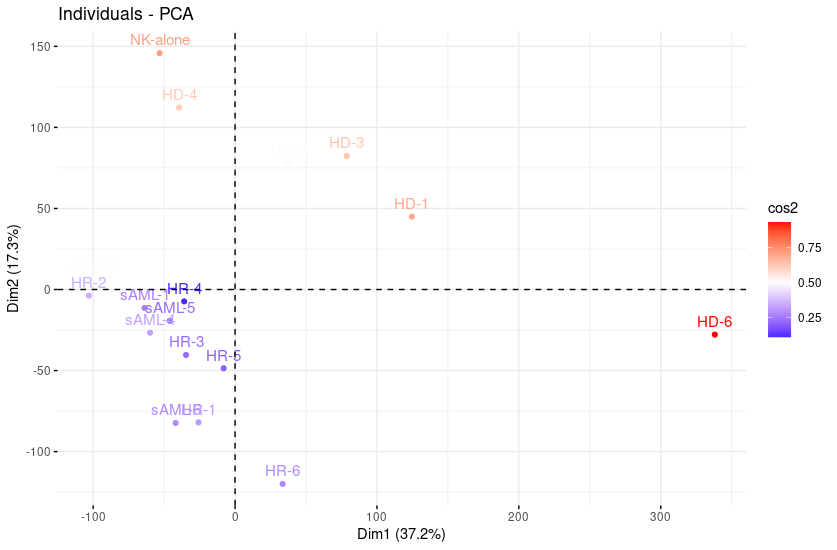 Individuals - PCA
NK-alone
HD-4
HD-3
HD-1
HR-2
HR-4
sAML-1
sAML-5
sAML-4
HD-6
HR-3
HR-5
HR-1
HR-6
150
100
50
0
-50
-100
-100
0
100
200
300
Dim1 (37.2%)
Dim2 (17.3%)
cos2
0.75
0.50
0.25